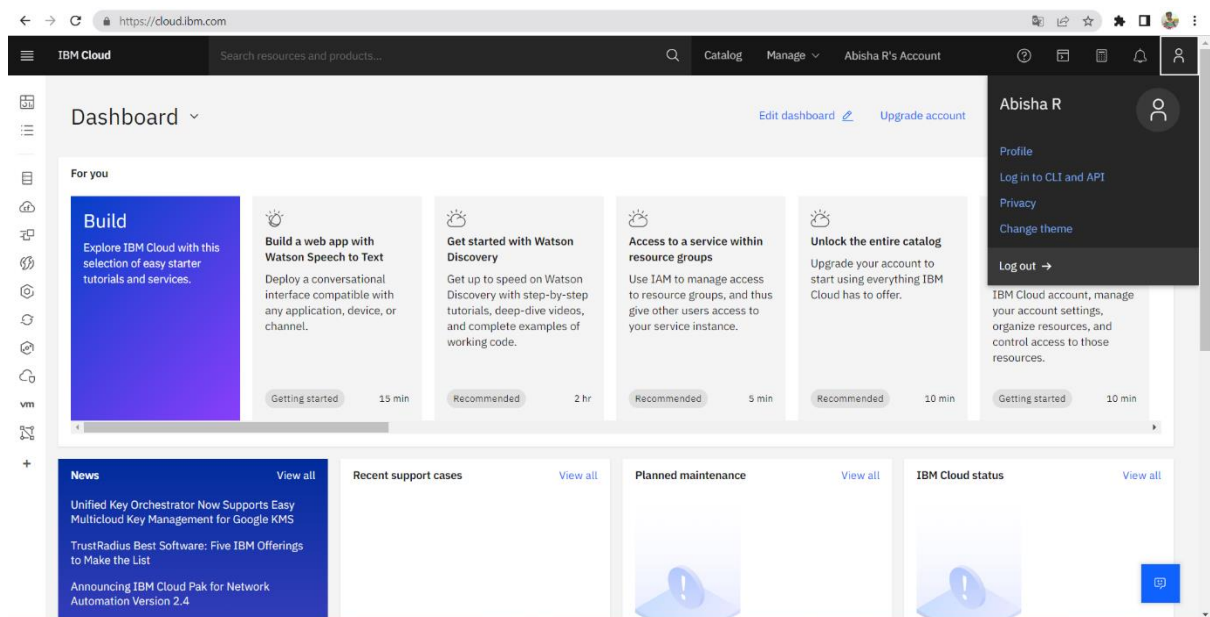 https://cloud.ibm.com
IBM Cloud
Search resources and products...
Catalog
Manage
Abisha R's Account
Dashboard
Edit dashboard
Upgrade account
Abisha R
Profile
Log in to CLI and API
Privacy
Change theme
Log out →
For you
Build
Explore IBM Cloud with this
selection of easy starter
tutorials and services.
Build a web app with
Watson Speech to Text
Deploy a conversational
interface compatible with
any application, device, or
channel.
Getting started
15 min
Get started with Watson
Discovery
Get up to speed on Watson
Discovery with step-by-step
tutorials, deep-dive videos,
and complete examples of
working code.
Recommended
2 hr
Access to a service within
resource groups
Use IAM to manage access
to resource groups, and thus
give other users access to
your service instance.
Recommended
5 min
Unlock the entire catalog
Upgrade your account to
start using everything IBM
Cloud has to offer.
Recommended
10 min
IBM Cloud account, manage
your account settings,
organize resources, and
control access to those
resources.
Getting started
10 min
vm
News
View all
Unified Key Orchestrator Now Supports Easy
Multicloud Key Management for Google KMS
TrustRadius Best Software: Five IBM Offerings
to Make the List
Announcing IBM Cloud Pak for Network
Automation Version 2.4
Recent support cases
View all
Planned maintenance
View all
IBM Cloud status
View all